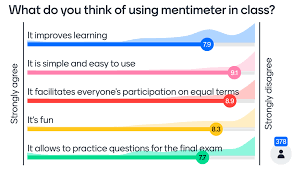 What do you think of using mentimeter in class?
It improves learning
7.9
It is simple and easy to use
9.1
It facilitates everyone's participation on equal terms
8.9
It's fun
8.3
It allows to practice questions for the final exam
7.7
Strongly agree
Strongly disagree
378